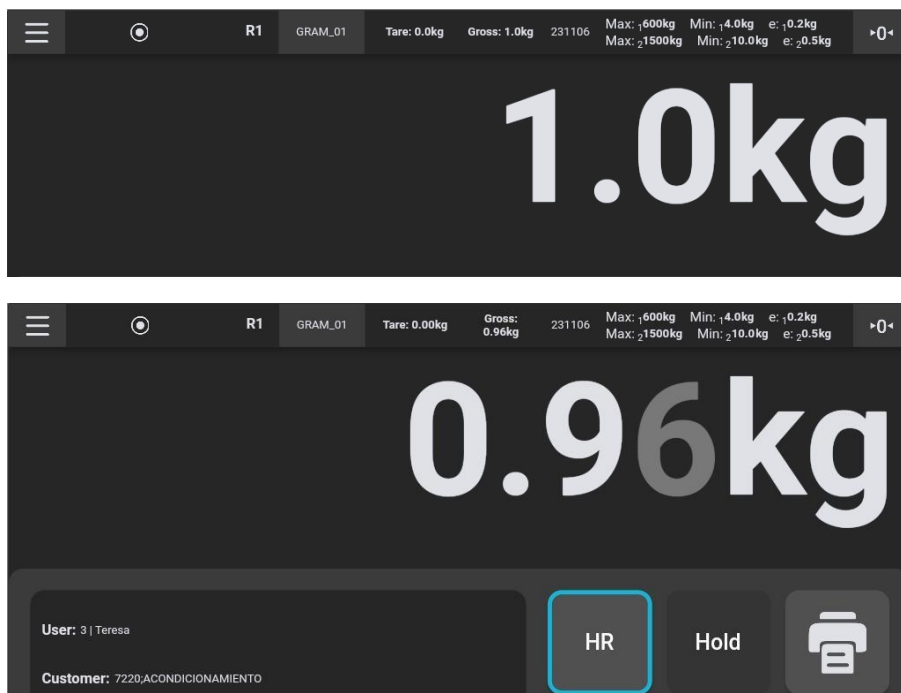 R1 GRAM_01 Tare: 0.0kg Gross: 1.0kg 231106 Max: ₁600kg Min: ₁4.0kg e: ₁0.2kg ▸0◂
Max: ₂1500kg Min: ₂10.0kg e: ₂0.5kg
1.0kg
R1 GRAM_01 Tare: 0.00kg Gross: 0.96kg 231106 Max: ₁600kg Min: ₁4.0kg e: ₁0.2kg ▸0◂
Max: ₂1500kg Min: ₂10.0kg e: ₂0.5kg
0.96kg
User: 3 | Teresa
HR Hold
Customer: 7220;ACONDICIONAMIENTO